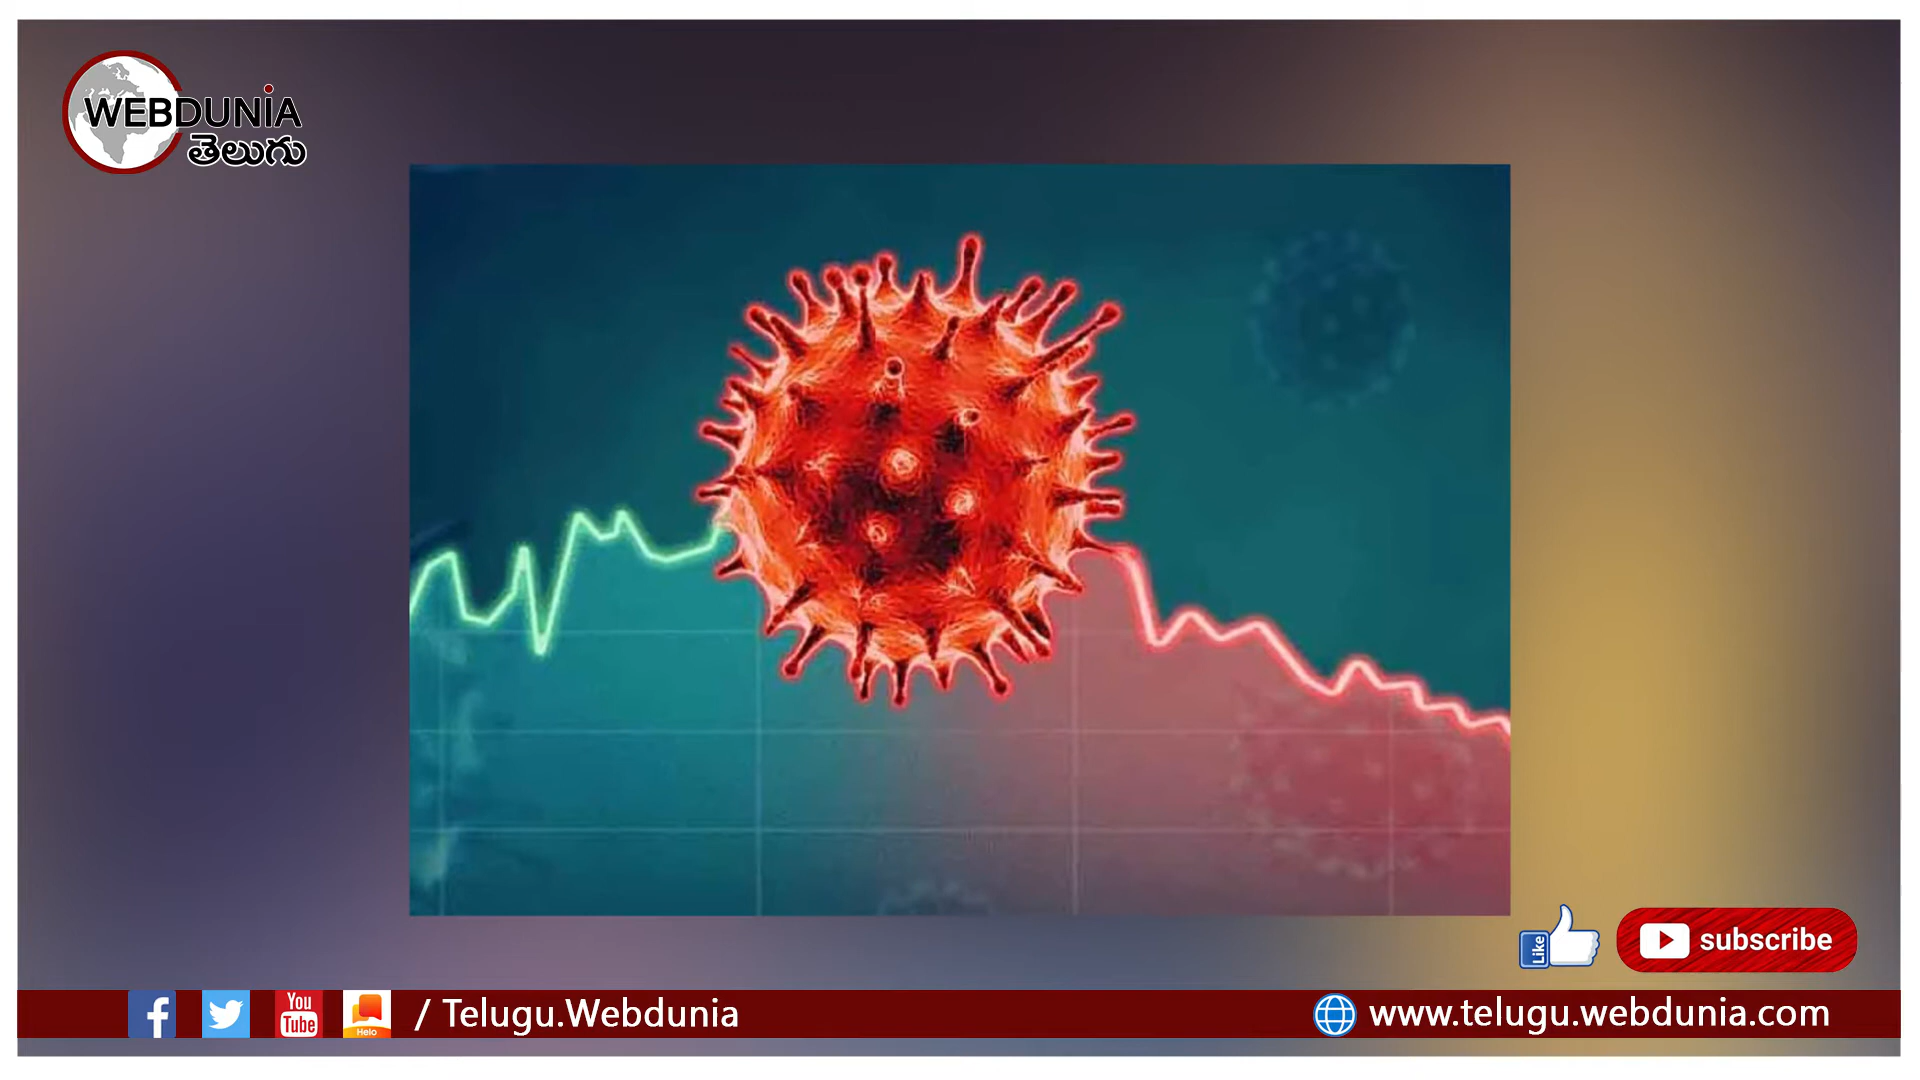 WEBDUNIA
తెలుగు
Like
subscribe
You
Tube
Helo
/ Telugu.Webdunia
www.telugu.webdunia.com